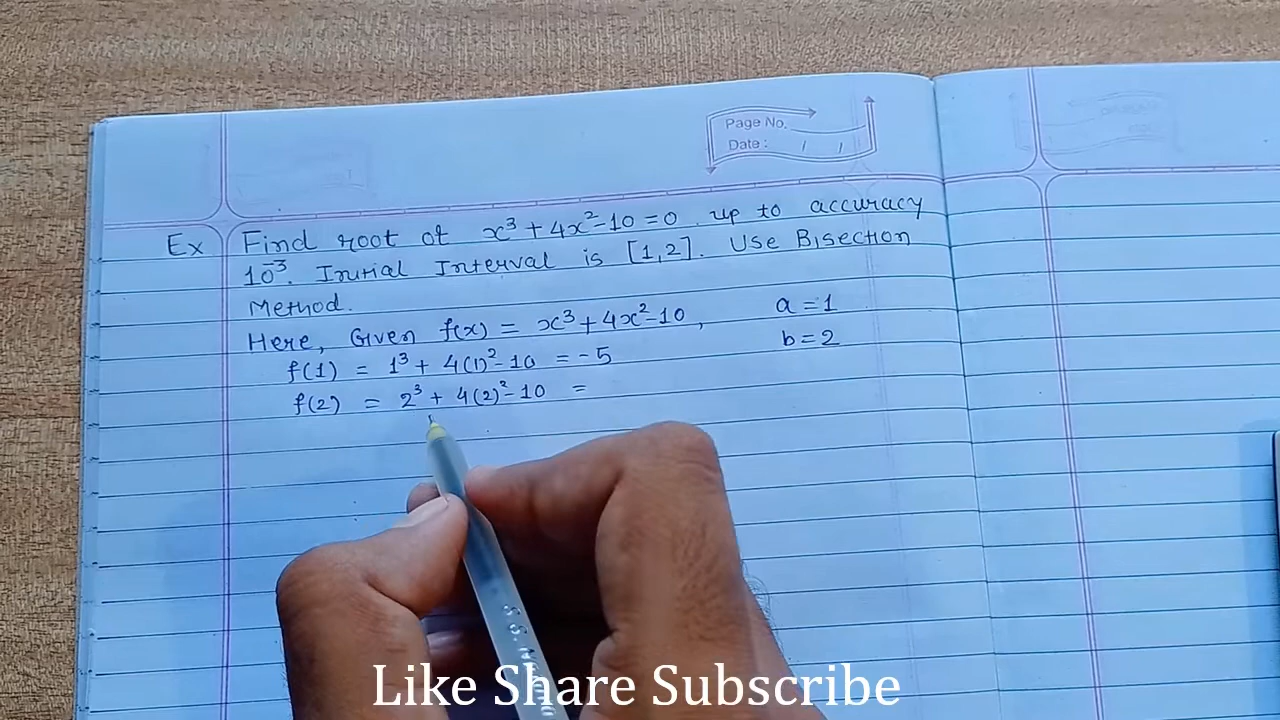 Page No.
Date : / /
Ex Find root of x³ + 4x² - 10 = 0 . up to accuracy
10⁻³. Initial Interval is [1,2]. Use Bisection
Method.
Here, Given f(x) = x³ + 4x² - 10, a = 1
f(1) = 1³ + 4(1)² - 10 = -5 b = 2
f(2) = 2³ + 4(2)² - 10 =
Like Share Subscribe